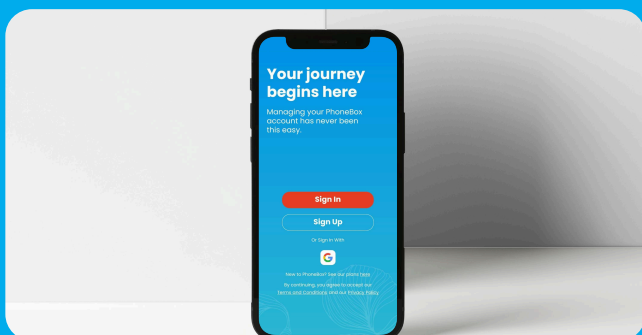 Your journey
begins here
Managing your PhoneBox
account has never been
this easy.
Sign In
Sign Up
Or Sign In With
New to PhoneBox? See our plans here
By continuing, you agree to accept our
Terms and Conditions and our Privacy Policy